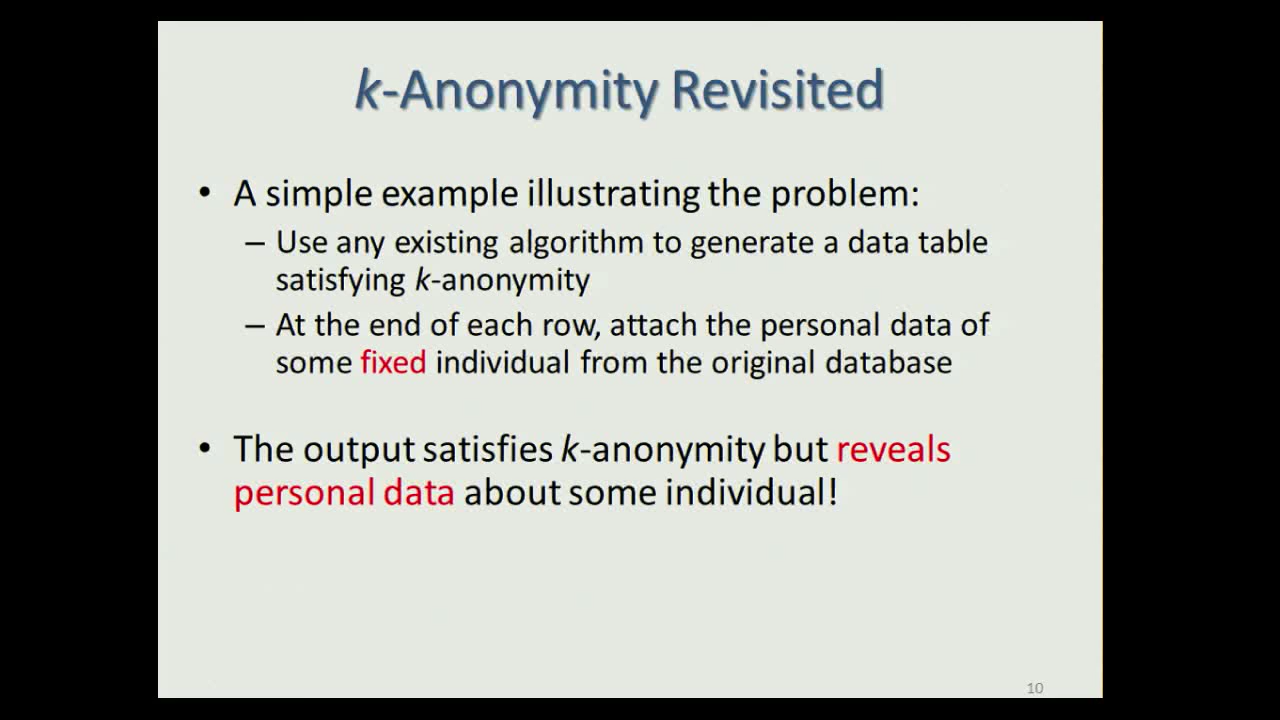 k-Anonymity Revisited
• A simple example illustrating the problem:
– Use any existing algorithm to generate a data table
satisfying k-anonymity
– At the end of each row, attach the personal data of
some fixed individual from the original database
• The output satisfies k-anonymity but reveals
personal data about some individual!
10